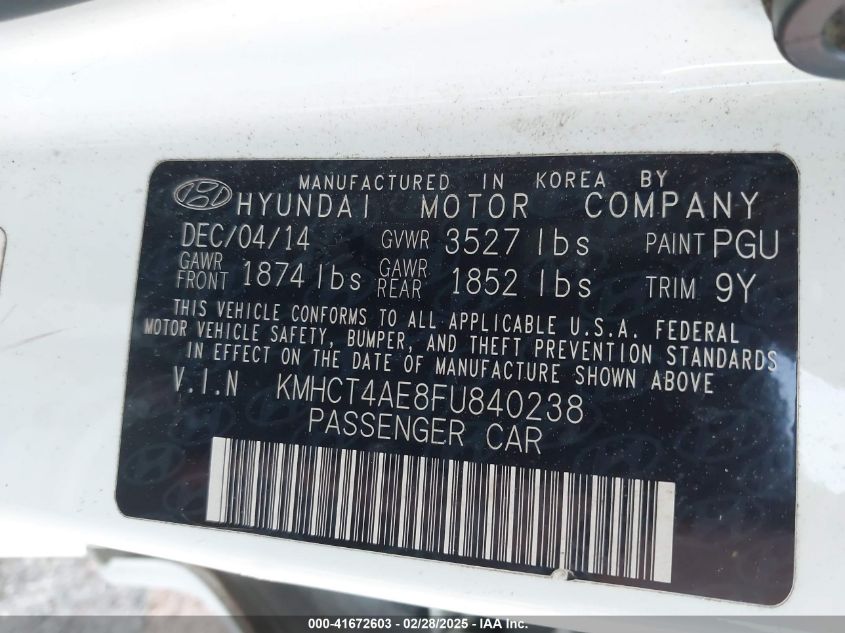 MANUFACTURED IN KOREA BY
HYUNDAI MOTOR COMPANY
DEC/04/14 GVWR 3527 lbs PAINT PGU
GAWR FRONT 1874 lbs GAWR REAR 1852 lbs TRIM 9Y
THIS VEHICLE CONFORMS TO ALL APPLICABLE U.S.A. FEDERAL
MOTOR VEHICLE SAFETY, BUMPER, AND THEFT PREVENTION STANDARDS
IN EFFECT ON THE DATE OF MANUFACTURE SHOWN ABOVE
V.I.N KMHCT4AE8FU840238
PASSENGER CAR
000-41672603 - 02/28/2025 - IAA Inc.